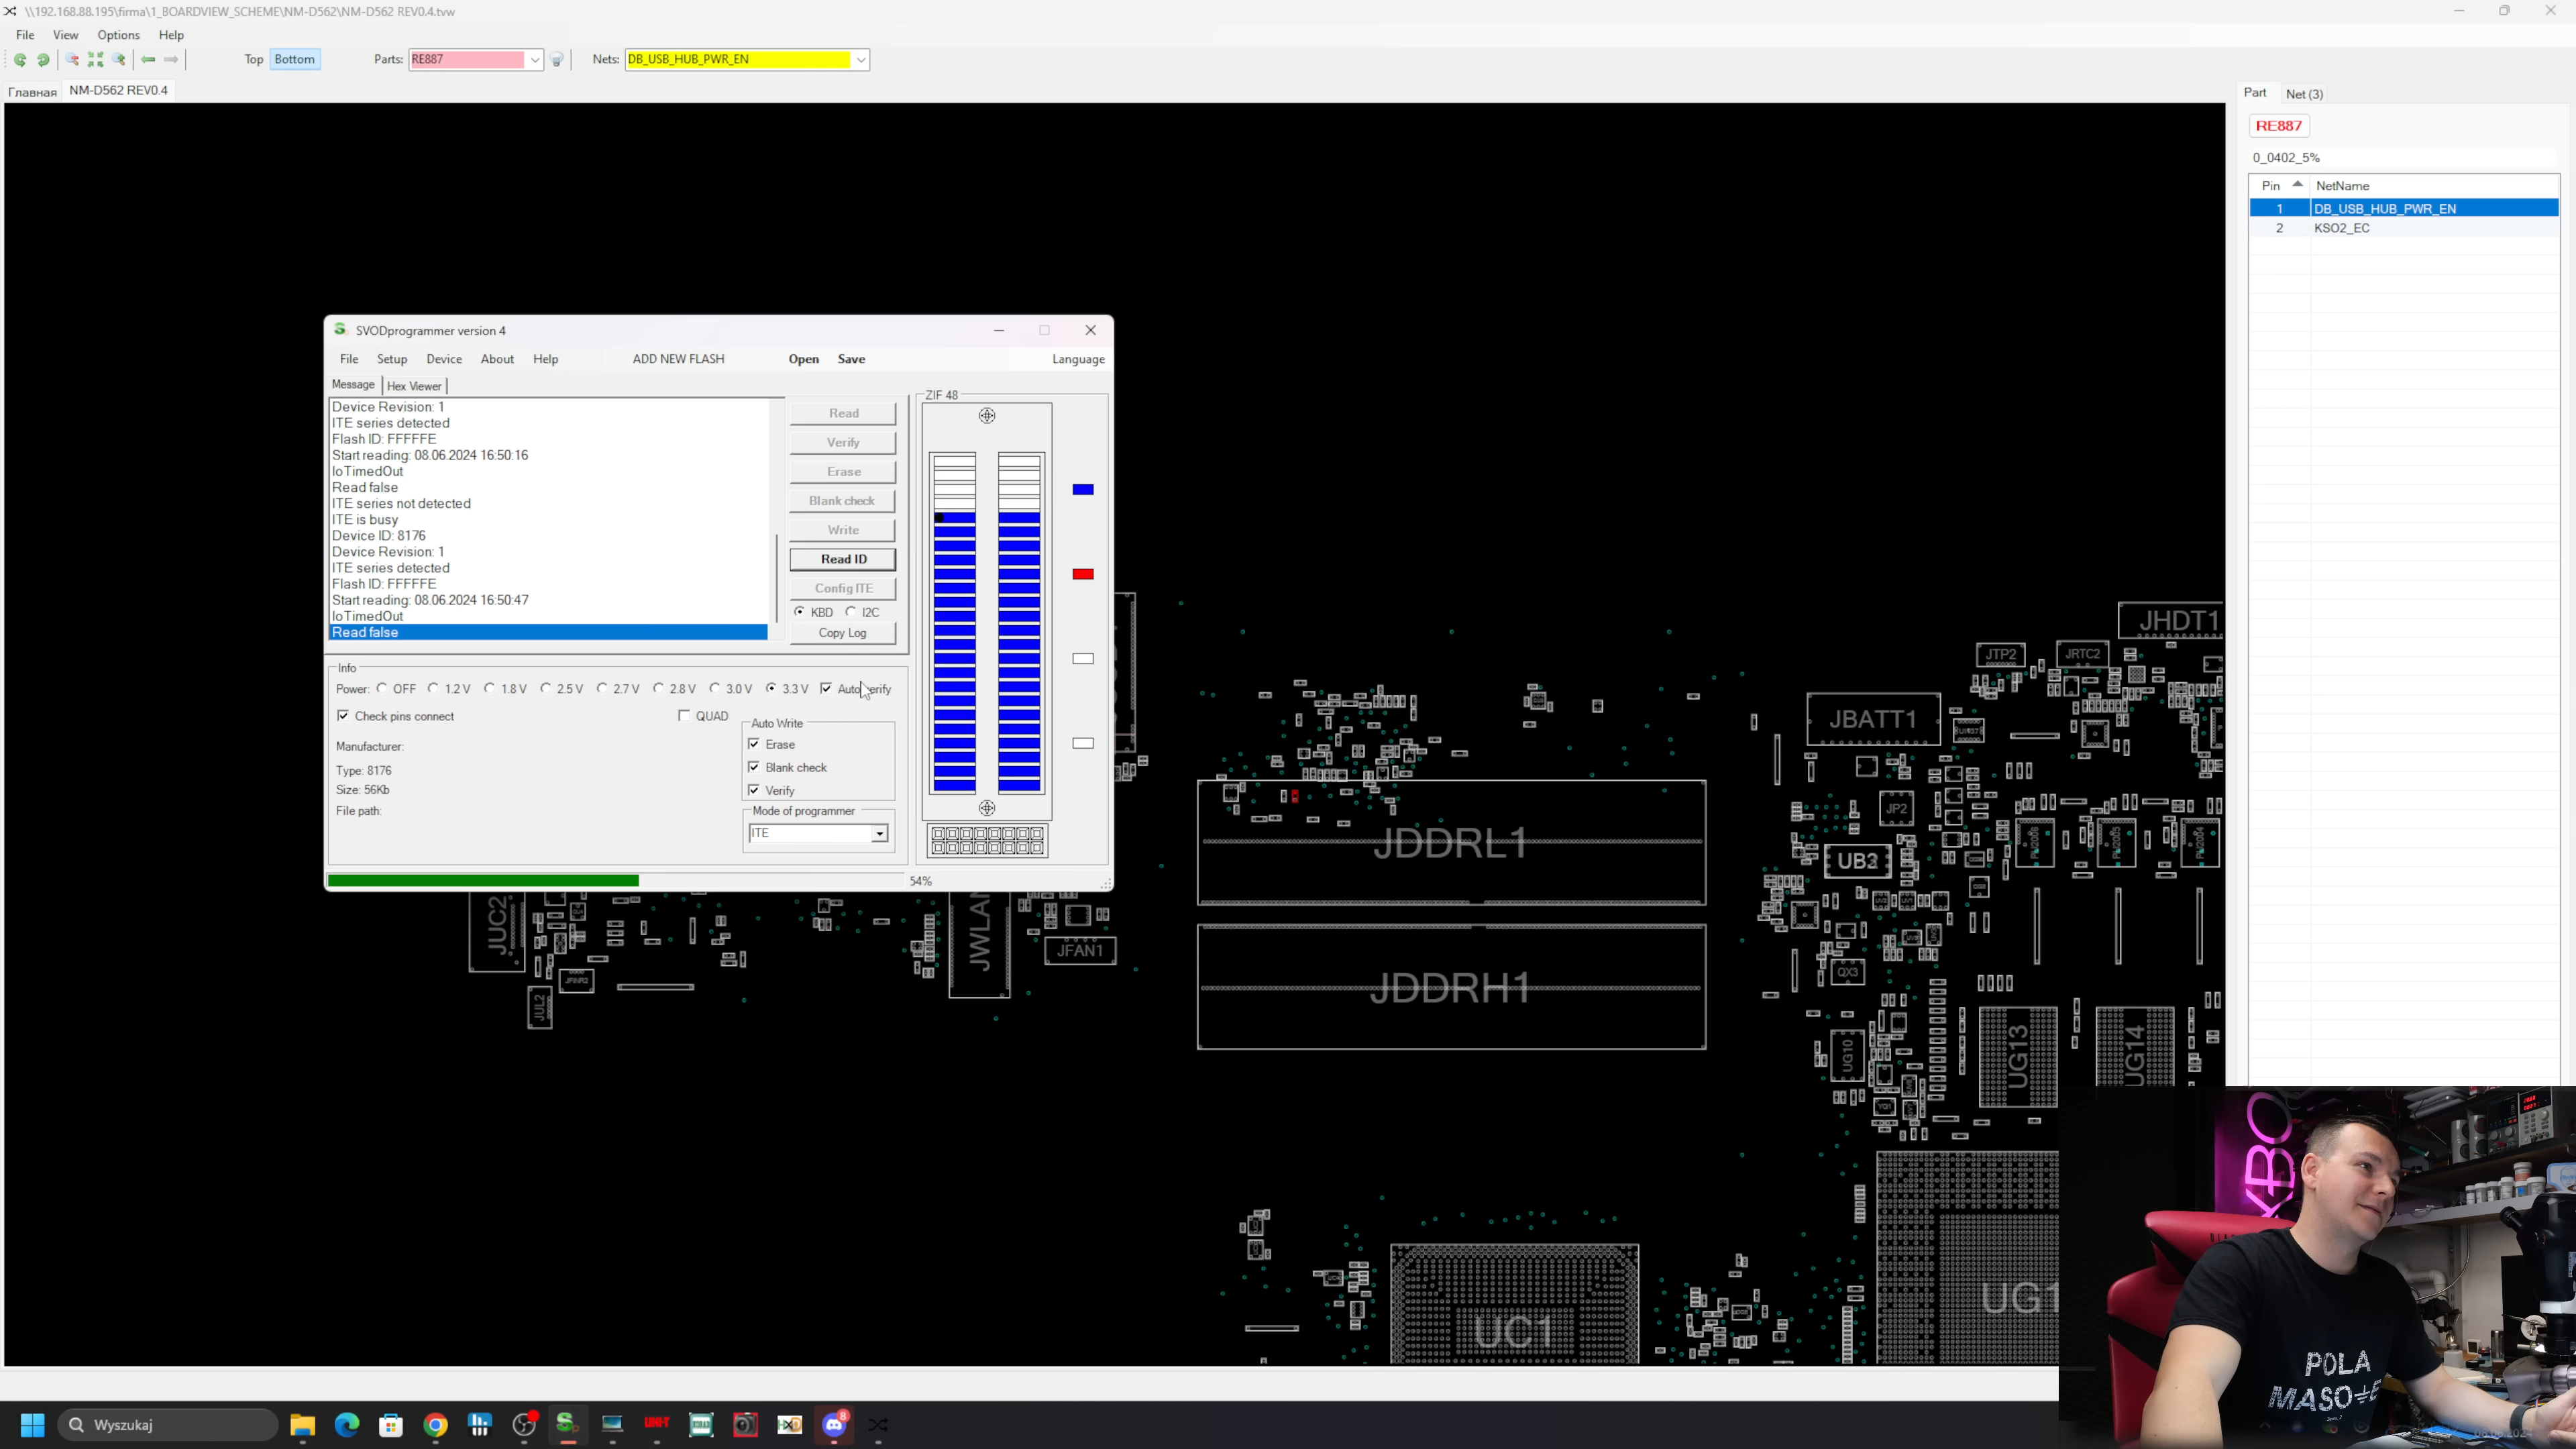 \\192.168.88.195\firma\1_BOARDVIEW_SCHEME\NM-D562\NM-D562 REV0.4.tvw
File View Options Help
Top Bottom Parts: RE887 Nets: DB_USB_HUB_PWR_EN
Главная NM-D562 REV0.4
Part Net (3)
RE887
0_0402_5%
Pin NetName
1 DB_USB_HUB_PWR_EN
2 KSO2_EC
SVODprogrammer version 4
File Setup Device About Help ADD NEW FLASH Open Save Language
Message Hex Viewer
Device Revision: 1
ITE series detected
Flash ID: FFFFFE
Start reading: 08.06.2024 16:50:16
IoTimedOut
Read false
ITE series not detected
ITE is busy
Device ID: 8176
Device Revision: 1
ITE series detected
Flash ID: FFFFFE
Start reading: 08.06.2024 16:50:47
IoTimedOut
Read false
Read
Verify
Erase
Blank check
Write
Read ID
Config ITE
KBD I2C
Copy Log
ZIF 48
Info
Power: OFF 1.2 V 1.8 V 2.5 V 2.7 V 2.8 V 3.0 V 3.3 V Auto verify
Check pins connect QUAD
Auto Write
Erase
Blank check
Verify
Manufacturer:
Type: 8176
Size: 56Kb
File path:
Mode of programmer
ITE
54%
JHDT1
JTP2
JRTC2
JBATT1
JP2
JDDRL1
UB2
JUC2
JWLAN
JFAN1
JUL2
JDDRH1
QX3
UG10
UG13
UG14
UC1
UG1
POLA
MASO
Wyszukaj
UNI-T
8